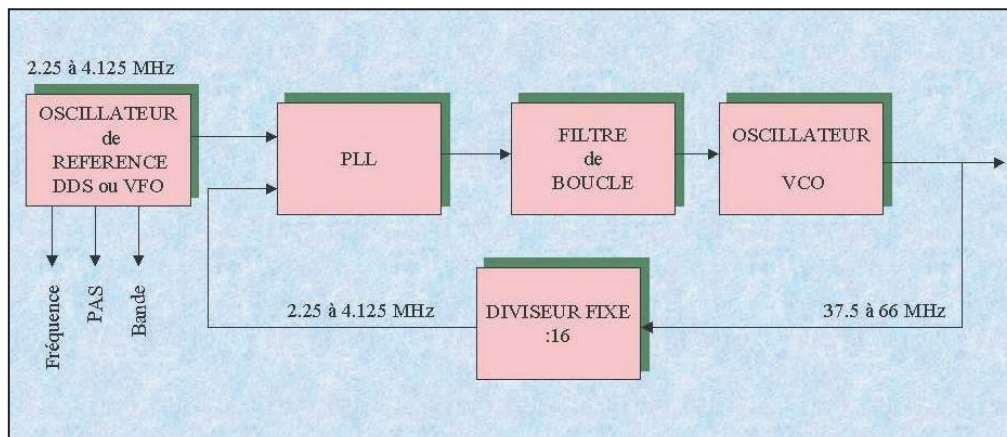 2.25 à 4.125 MHz
OSCILLATEUR
de
REFERENCE
DDS ou VFO
PLL
FILTRE
de
BOUCLE
OSCILLATEUR
VCO
Fréquence
PAS
Bande
2.25 à 4.125 MHz
DIVISEUR FIXE
:16
37.5 à 66 MHz